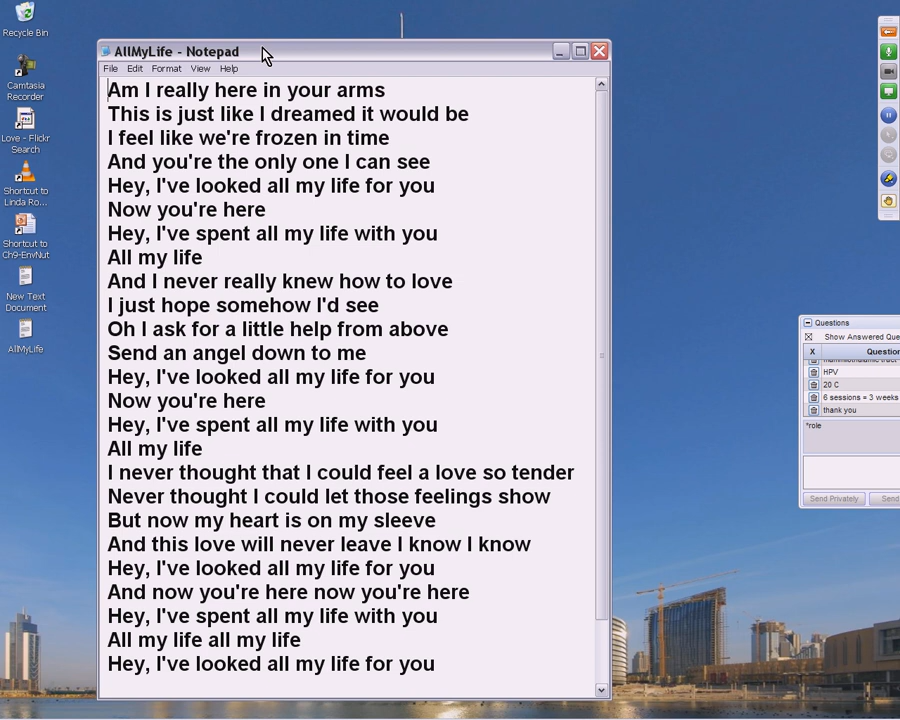 Recycle Bin
Camtasia
Recorder
Love - Flickr
Search
Shortcut to
Linda Ro...
Shortcut to
Ch9-EnvNut
New Text
Document
AllMyLife
AllMyLife - Notepad
File Edit Format View Help
Am I really here in your arms
This is just like I dreamed it would be
I feel like we're frozen in time
And you're the only one I can see
Hey, I've looked all my life for you
Now you're here
Hey, I've spent all my life with you
All my life
And I never really knew how to love
I just hope somehow I'd see
Oh I ask for a little help from above
Send an angel down to me
Hey, I've looked all my life for you
Now you're here
Hey, I've spent all my life with you
All my life
I never thought that I could feel a love so tender
Never thought I could let those feelings show
But now my heart is on my sleeve
And this love will never leave I know I know
Hey, I've looked all my life for you
And now you're here now you're here
Hey, I've spent all my life with you
All my life all my life
Hey, I've looked all my life for you
Questions
Show Answered Que
X Question
HPV
20 C
6 sessions = 3 weeks
thank you
*role
Send Privately Send